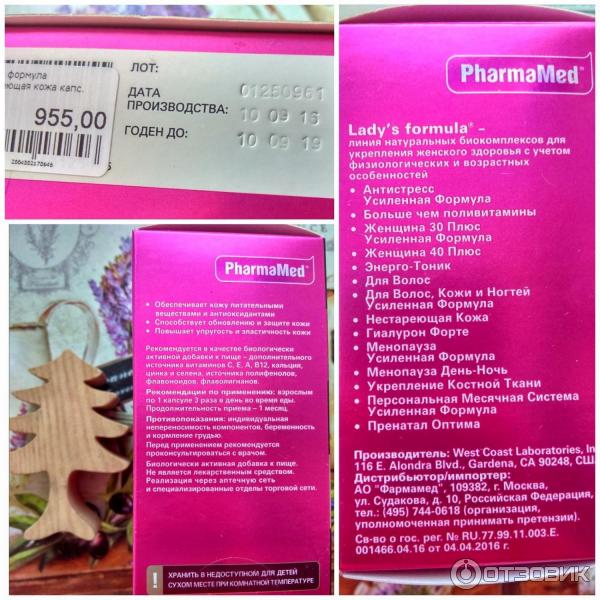 формула
ющая кожа капс.
955,00
2004302170646
ЛОТ:
01250961
ДАТА
ПРОИЗВОДСТВА:
10 09 16
ГОДЕН ДО:
10 09 19
PharmaMed®
Обеспечивает кожу питательными
веществами и антиоксидантами
Способствует обновлению и защите кожи
Повышает упругость и эластичность кожи
Рекомендуется в качестве биологически
активной добавки к пище – дополнительного
источника витаминов С, Е, А, В12, кальция,
цинка и селена, источника полифенолов,
флавоноидов, флаволигнанов.
Рекомендации по применению: взрослым
по 1 капсуле 3 раза в день во время еды.
Продолжительность приема – 1 месяц.
Противопоказания: индивидуальная
непереносимость компонентов, беременность
и кормление грудью.
Перед применением рекомендуется
проконсультироваться с врачом.
Биологически активная добавка к пище.
Не является лекарственным средством.
Реализация через аптечную сеть
и специализированные отделы торговой сети.
! ХРАНИТЬ В НЕДОСТУПНОМ ДЛЯ ДЕТЕЙ
СУХОМ МЕСТЕ ПРИ КОМНАТНОЙ ТЕМПЕРАТУРЕ
PharmaMed®
Lady's formula® –
линия натуральных биокомплексов для
укрепления женского здоровья с учетом
физиологических и возрастных
особенностей
• Антистресс
Усиленная Формула
• Больше чем поливитамины
• Женщина 30 Плюс
Усиленная Формула
• Женщина 40 Плюс
• Энерго-Тоник
• Для Волос
• Для Волос, Кожи и Ногтей
Усиленная Формула
• Нестареющая Кожа
• Гиалурон Форте
• Менопауза
Усиленная Формула
• Менопауза День-Ночь
• Укрепление Костной Ткани
• Персональная Месячная Система
Усиленная Формула
• Пренатал Оптима
Производитель: West Coast Laboratories, In
116 E. Alondra Blvd., Gardena, CA 90248, СШ
Дистрибьютор/импортер:
АО "Фармамед", 109382, г. Москва,
ул. Судакова, д. 10, Российская Федерация,
тел.: (495) 744-0618 (организация,
уполномоченная принимать претензии).
Св-во о гос. рег. № RU.77.99.11.003.E.
001466.04.16 от 04.04.2016 г.
ОТЗОВИК